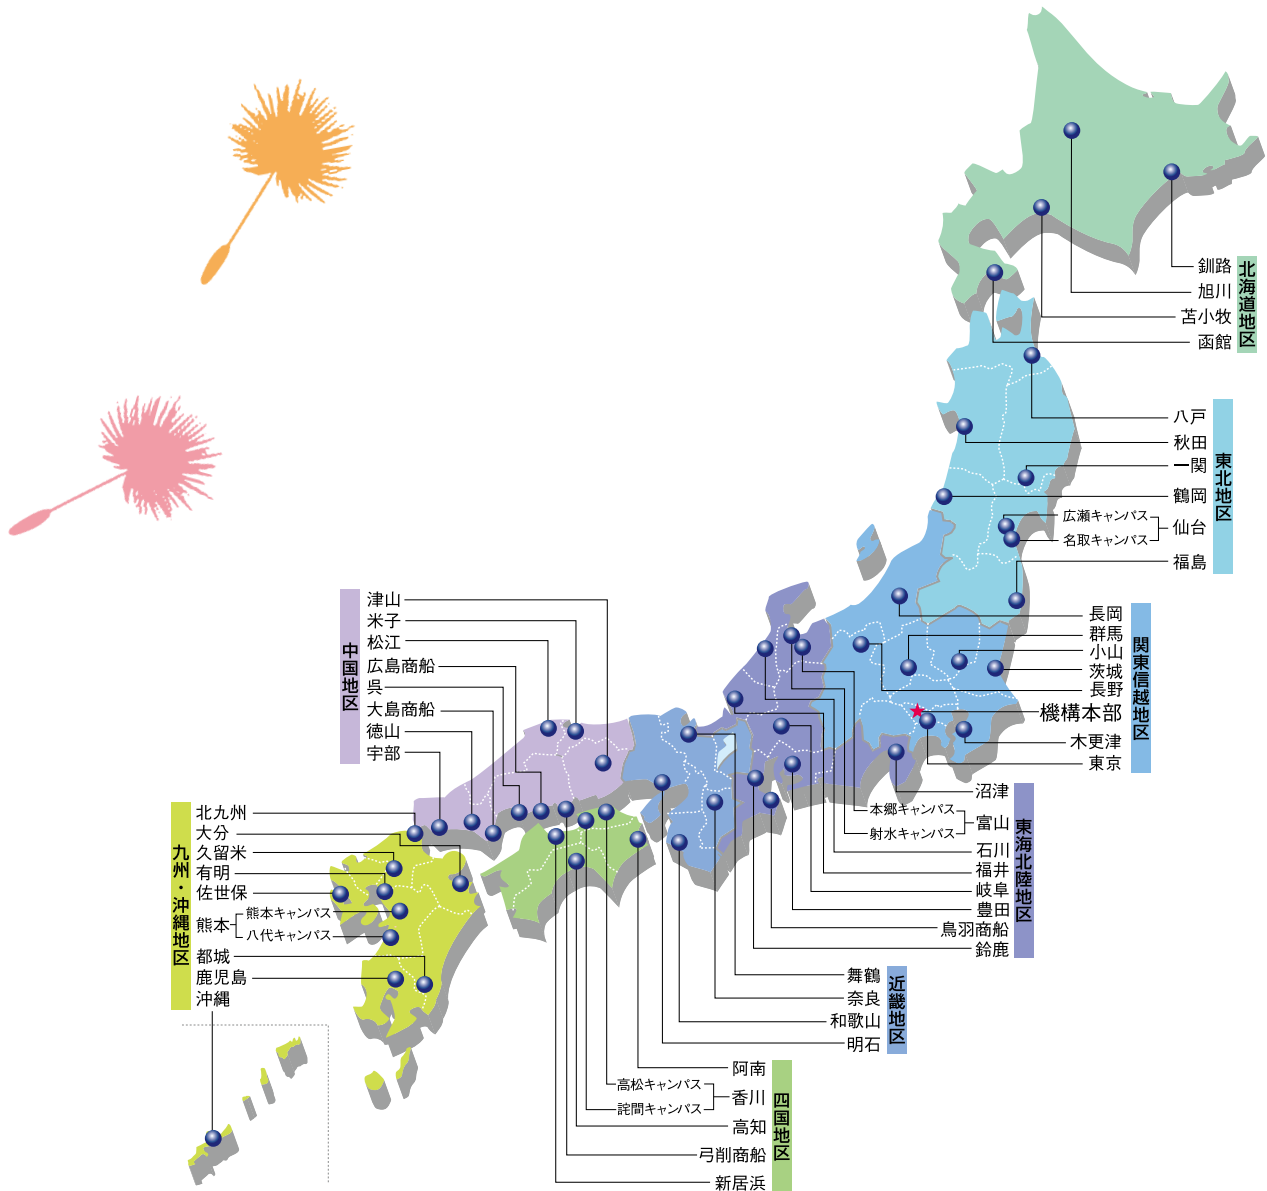 北海道地区
釧路
旭川
苫小牧
函館
東北地区
八戸
秋田
一関
鶴岡
広瀬キャンパス
仙台
名取キャンパス
福島
関東信越地区
長岡
群馬
小山
茨城
長野
機構本部
木更津
東京
東海北陸地区
沼津
本郷キャンパス
富山
射水キャンパス
石川
福井
岐阜
豊田
鳥羽商船
鈴鹿
近畿地区
舞鶴
奈良
和歌山
明石
四国地区
阿南
高松キャンパス
香川
詫間キャンパス
高知
弓削商船
新居浜
中国地区
津山
米子
松江
広島商船
呉
大島商船
徳山
宇部
九州・沖縄地区
北九州
大分
久留米
有明
佐世保
熊本
熊本キャンパス
八代キャンパス
都城
鹿児島
沖縄